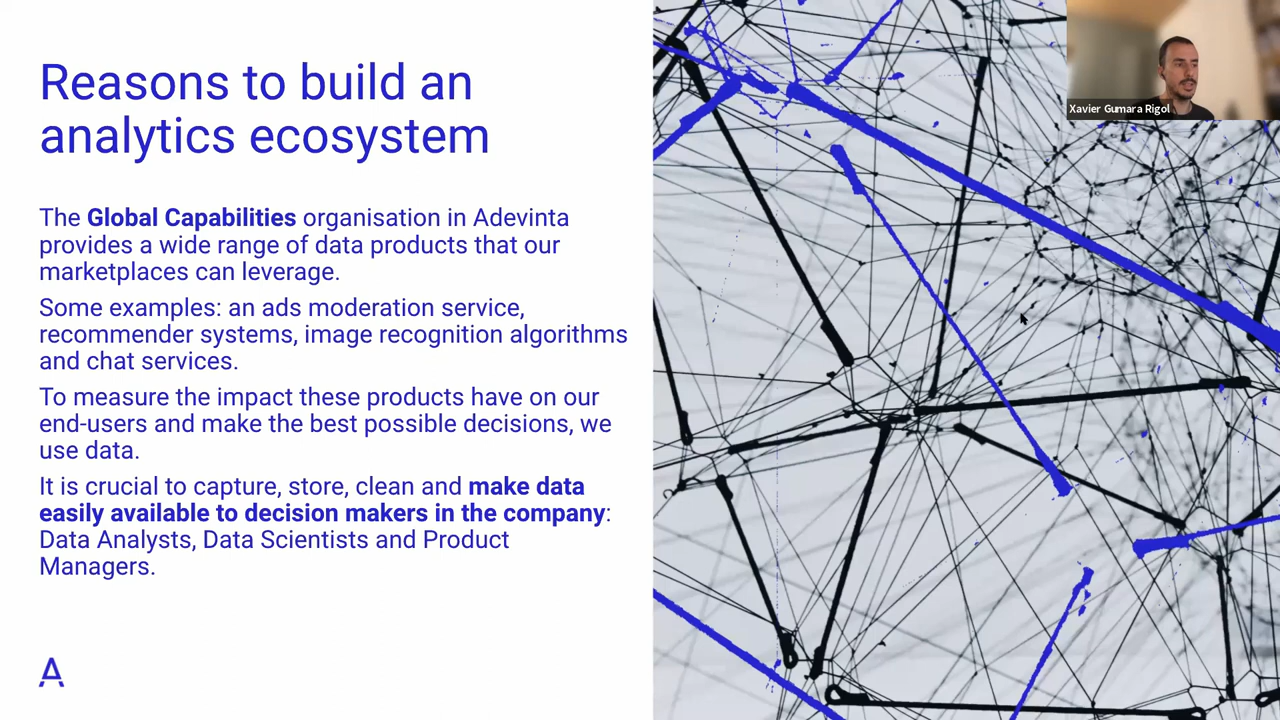 Reasons to build an
analytics ecosystem
The Global Capabilities organisation in Adevinta
provides a wide range of data products that our
marketplaces can leverage.
Some examples: an ads moderation service,
recommender systems, image recognition algorithms
and chat services.
To measure the impact these products have on our
end-users and make the best possible decisions, we
use data.
It is crucial to capture, store, clean and make data
easily available to decision makers in the company:
Data Analysts, Data Scientists and Product
Managers.
A
Xavier Gumara Rigol